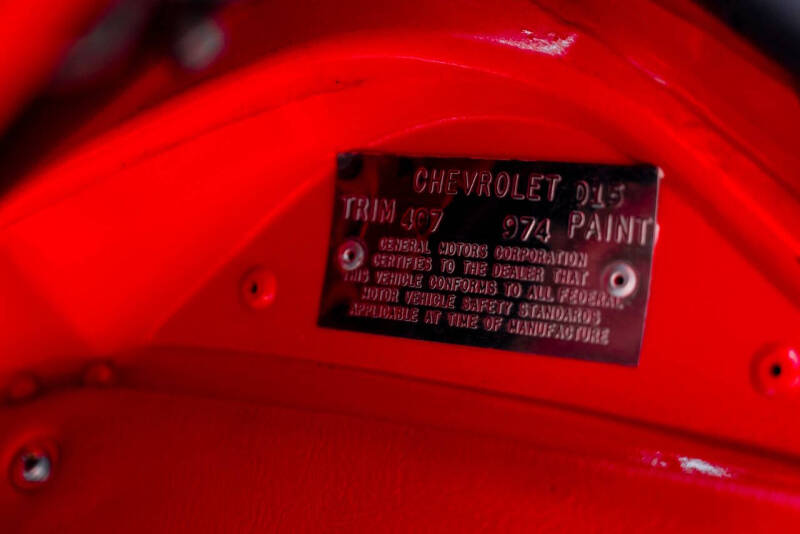 CHEVROLET D15
TRIM 407 974 PAINT
GENERAL MOTORS CORPORATION
CERTIFIES TO THE DEALER THAT
THIS VEHICLE CONFORMS TO ALL FEDERAL
MOTOR VEHICLE SAFETY STANDARDS
APPLICABLE AT TIME OF MANUFACTURE